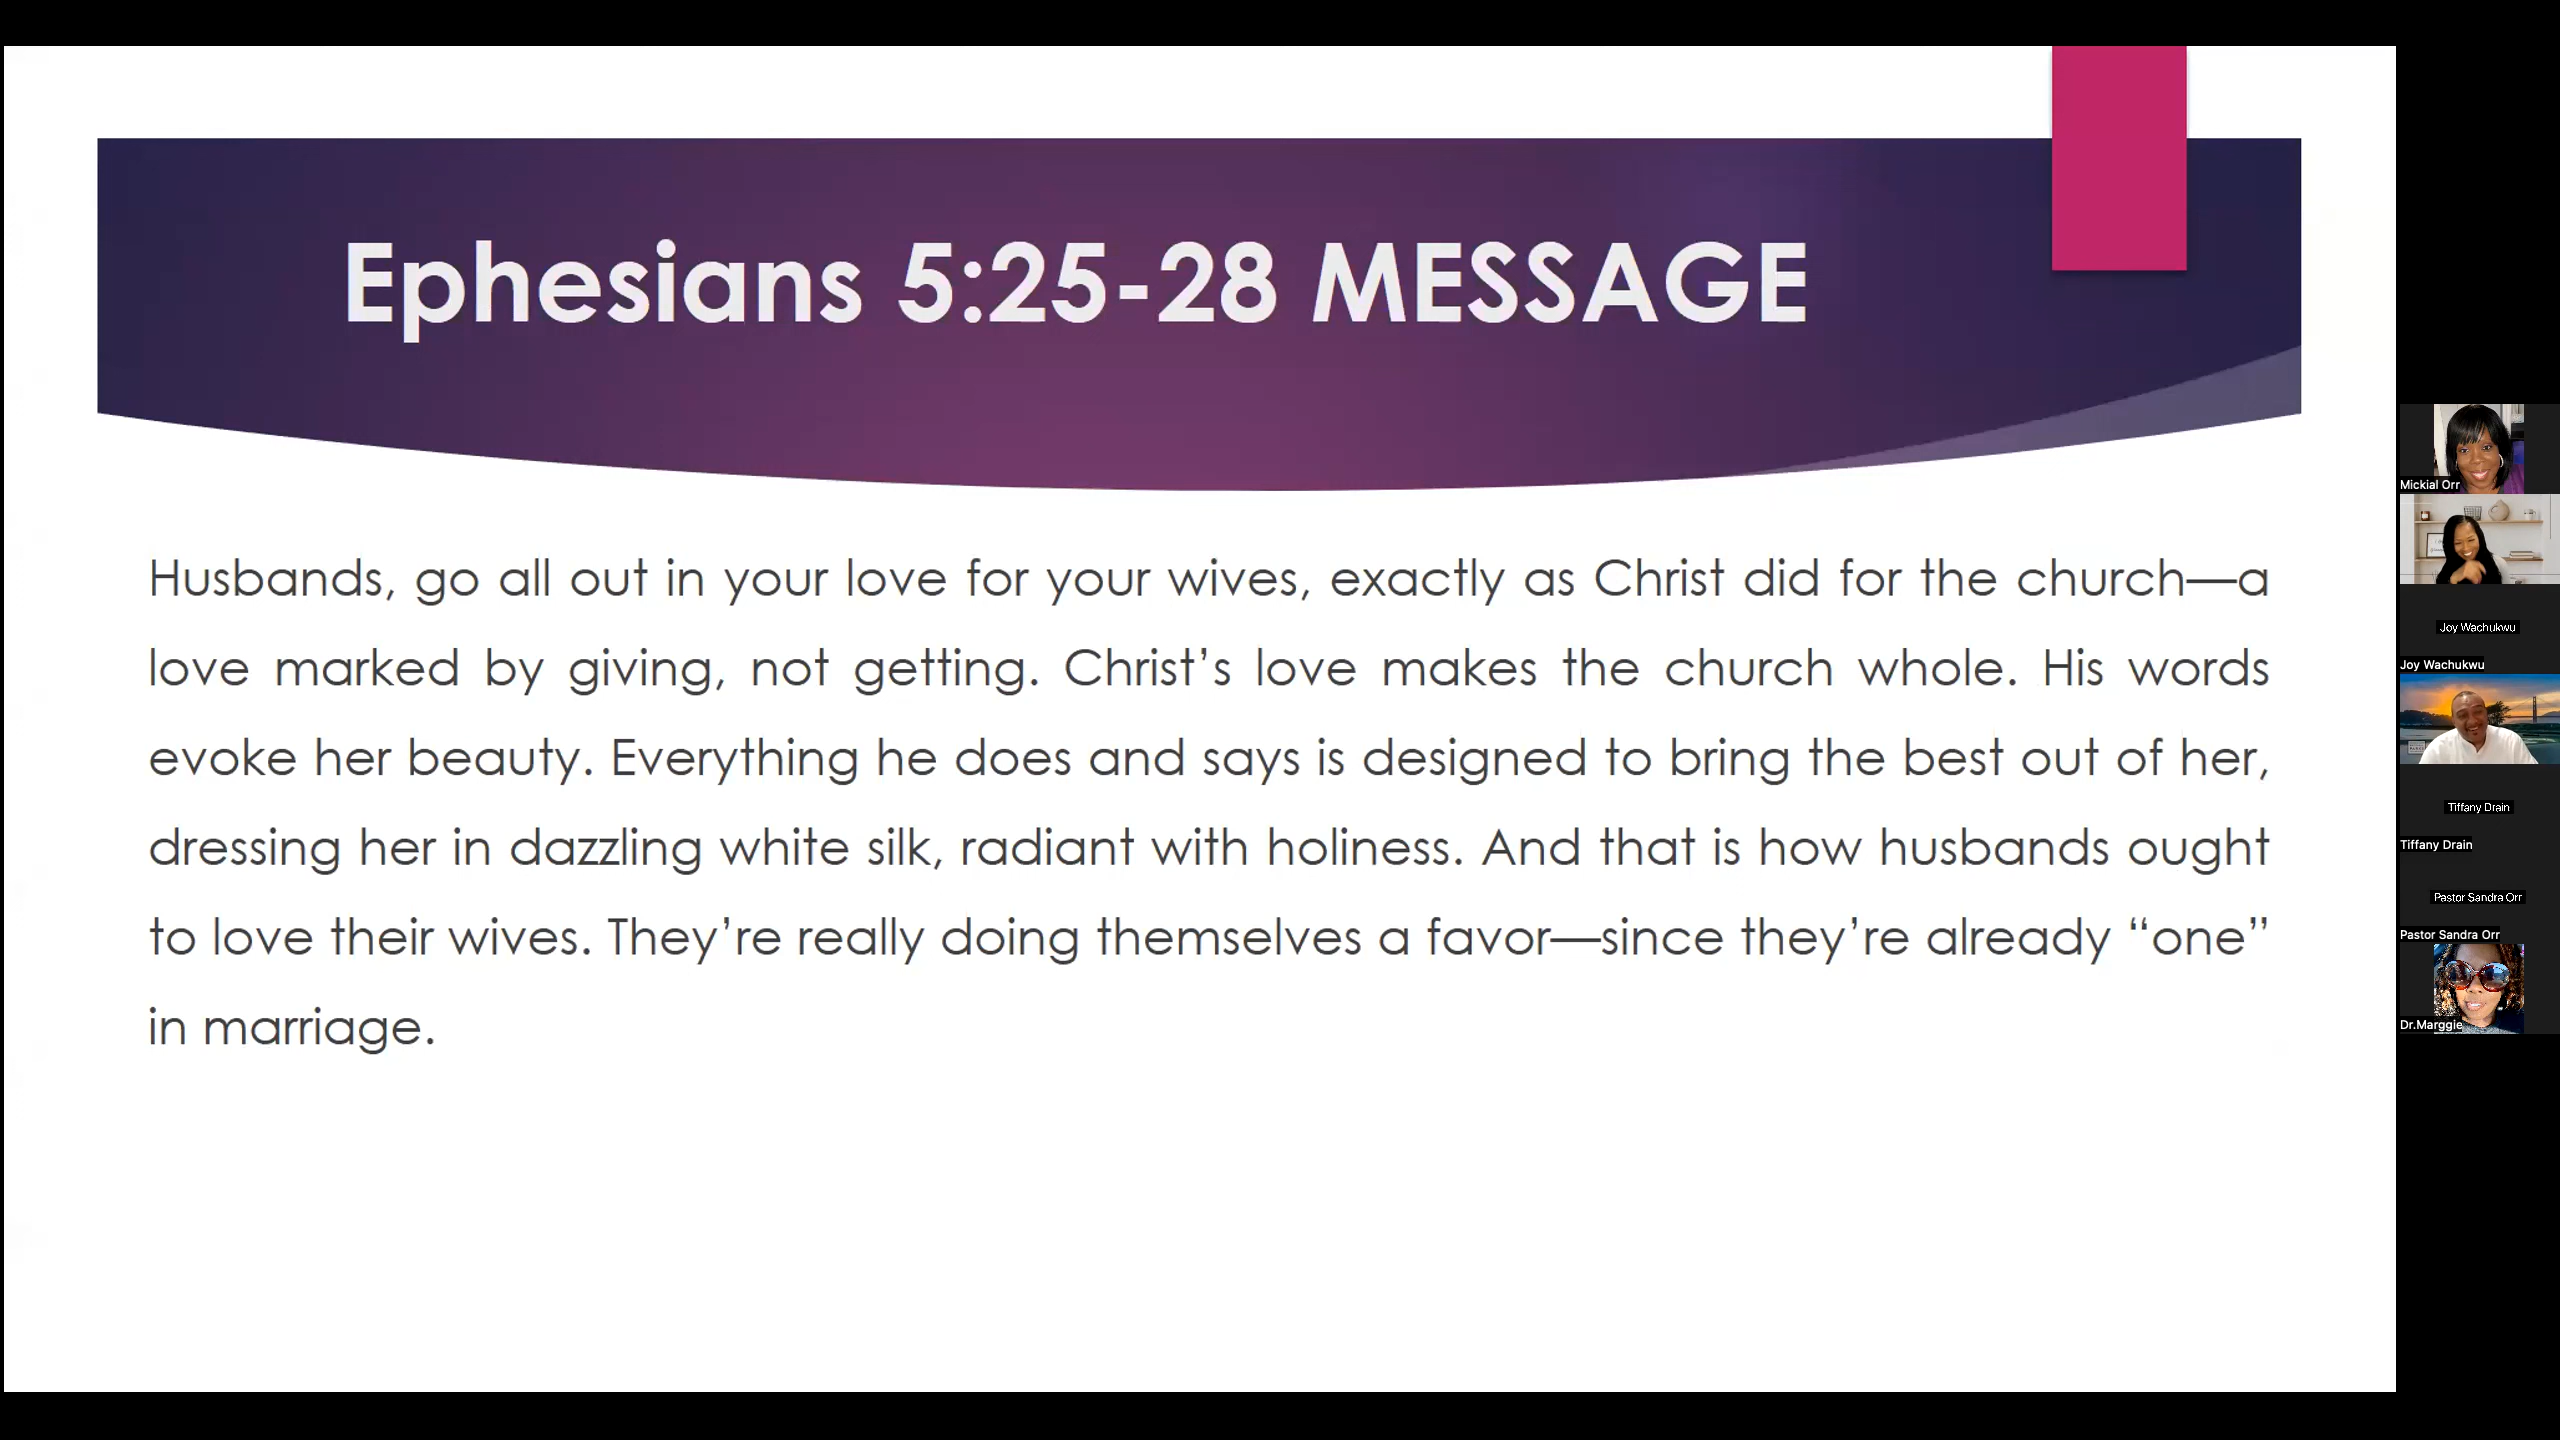 Ephesians 5:25-28 MESSAGE
Husbands, go all out in your love for your wives, exactly as Christ did for the church—a
love marked by giving, not getting. Christ’s love makes the church whole. His words
evoke her beauty. Everything he does and says is designed to bring the best out of her,
dressing her in dazzling white silk, radiant with holiness. And that is how husbands ought
to love their wives. They’re really doing themselves a favor—since they’re already “one”
in marriage.
Mickial Orr
Joy Wachukwu
Joy Wachukwu
Tiffany Drain
Tiffany Drain
Pastor Sandra Orr
Pastor Sandra Orr
Dr.Marggie